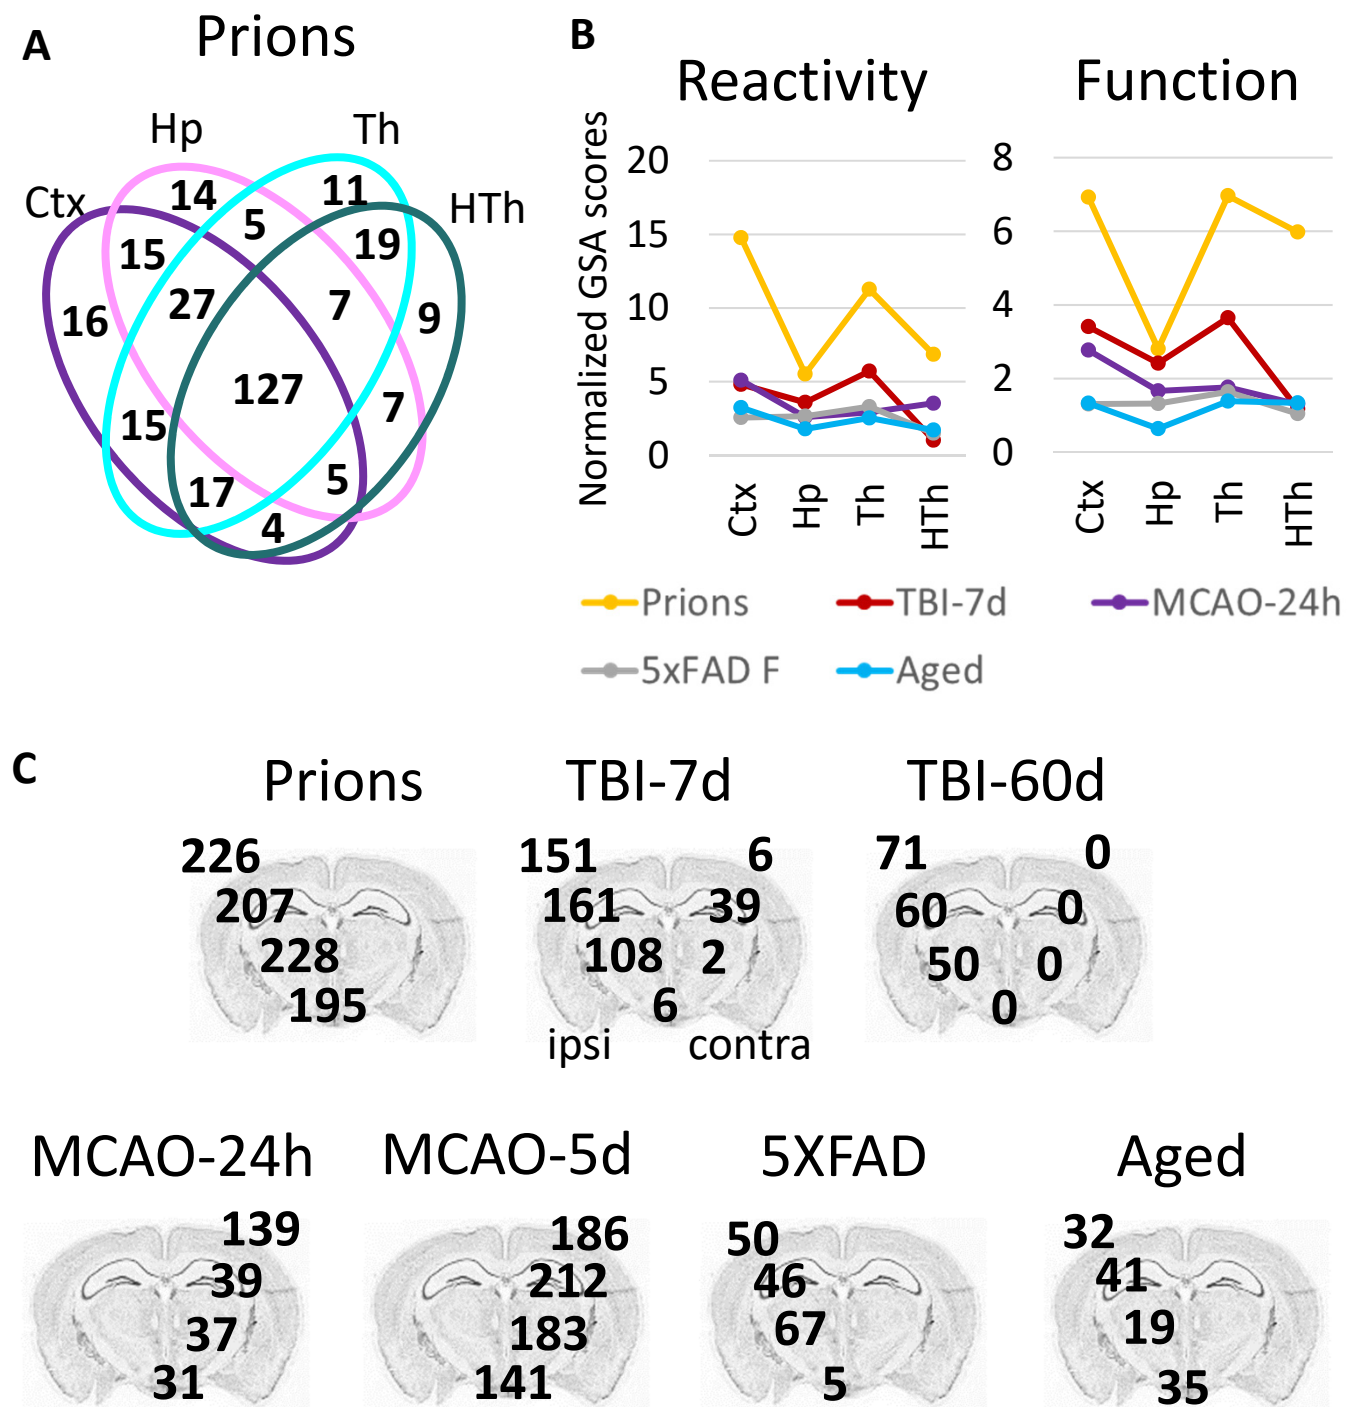 A
Prions
Hp
Th
Ctx
HTh
14
11
5
19
15
27
7
9
16
127
7
15
17
5
4
B
Reactivity
Function
Normalized GSA scores
20
15
10
5
0
8
6
4
2
0
Ctx
Hp
Th
HTh
Ctx
Hp
Th
HTh
Prions
TBI-7d
MCAO-24h
5xFAD F
Aged
C
Prions
226
207
228
195
TBI-7d
151
6
161
39
108
2
6
ipsi
contra
TBI-60d
71
0
60
0
50
0
0
MCAO-24h
139
39
37
31
MCAO-5d
186
212
183
141
5XFAD
50
46
67
5
Aged
32
41
19
35